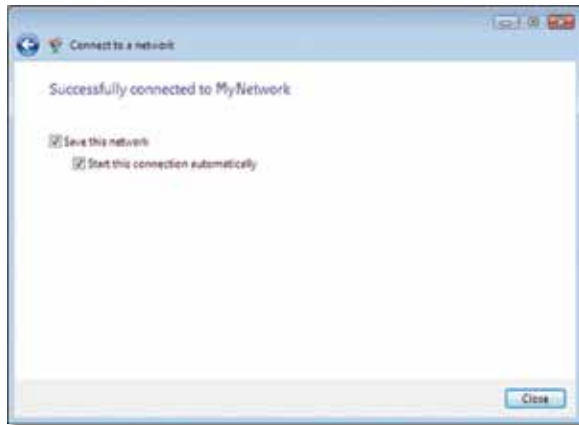 Connect to a network
Successfully connected to MyNetwork
Save this network
Start this connection automatically
Close